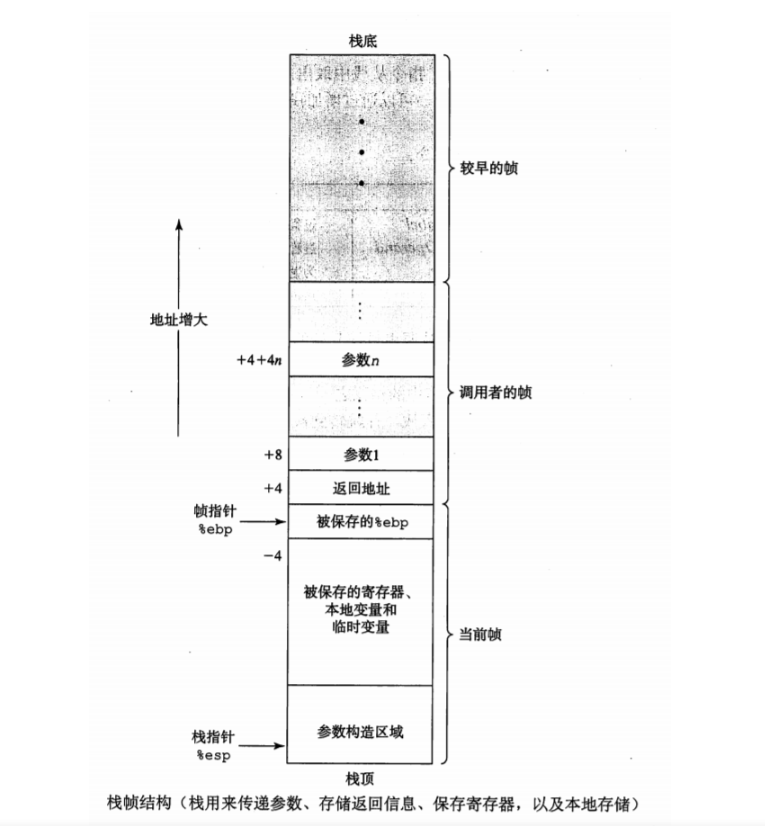 栈底
较早的帧
地址增大
+4+4n
参数n
调用者的帧
+8
参数1
+4
返回地址
帧指针
%ebp
被保存的%ebp
-4
被保存的寄存器、
本地变量和
临时变量
当前帧
栈指针
%esp
参数构造区域
栈顶
栈帧结构（栈用来传递参数、存储返回信息、保存寄存器，以及本地存储）